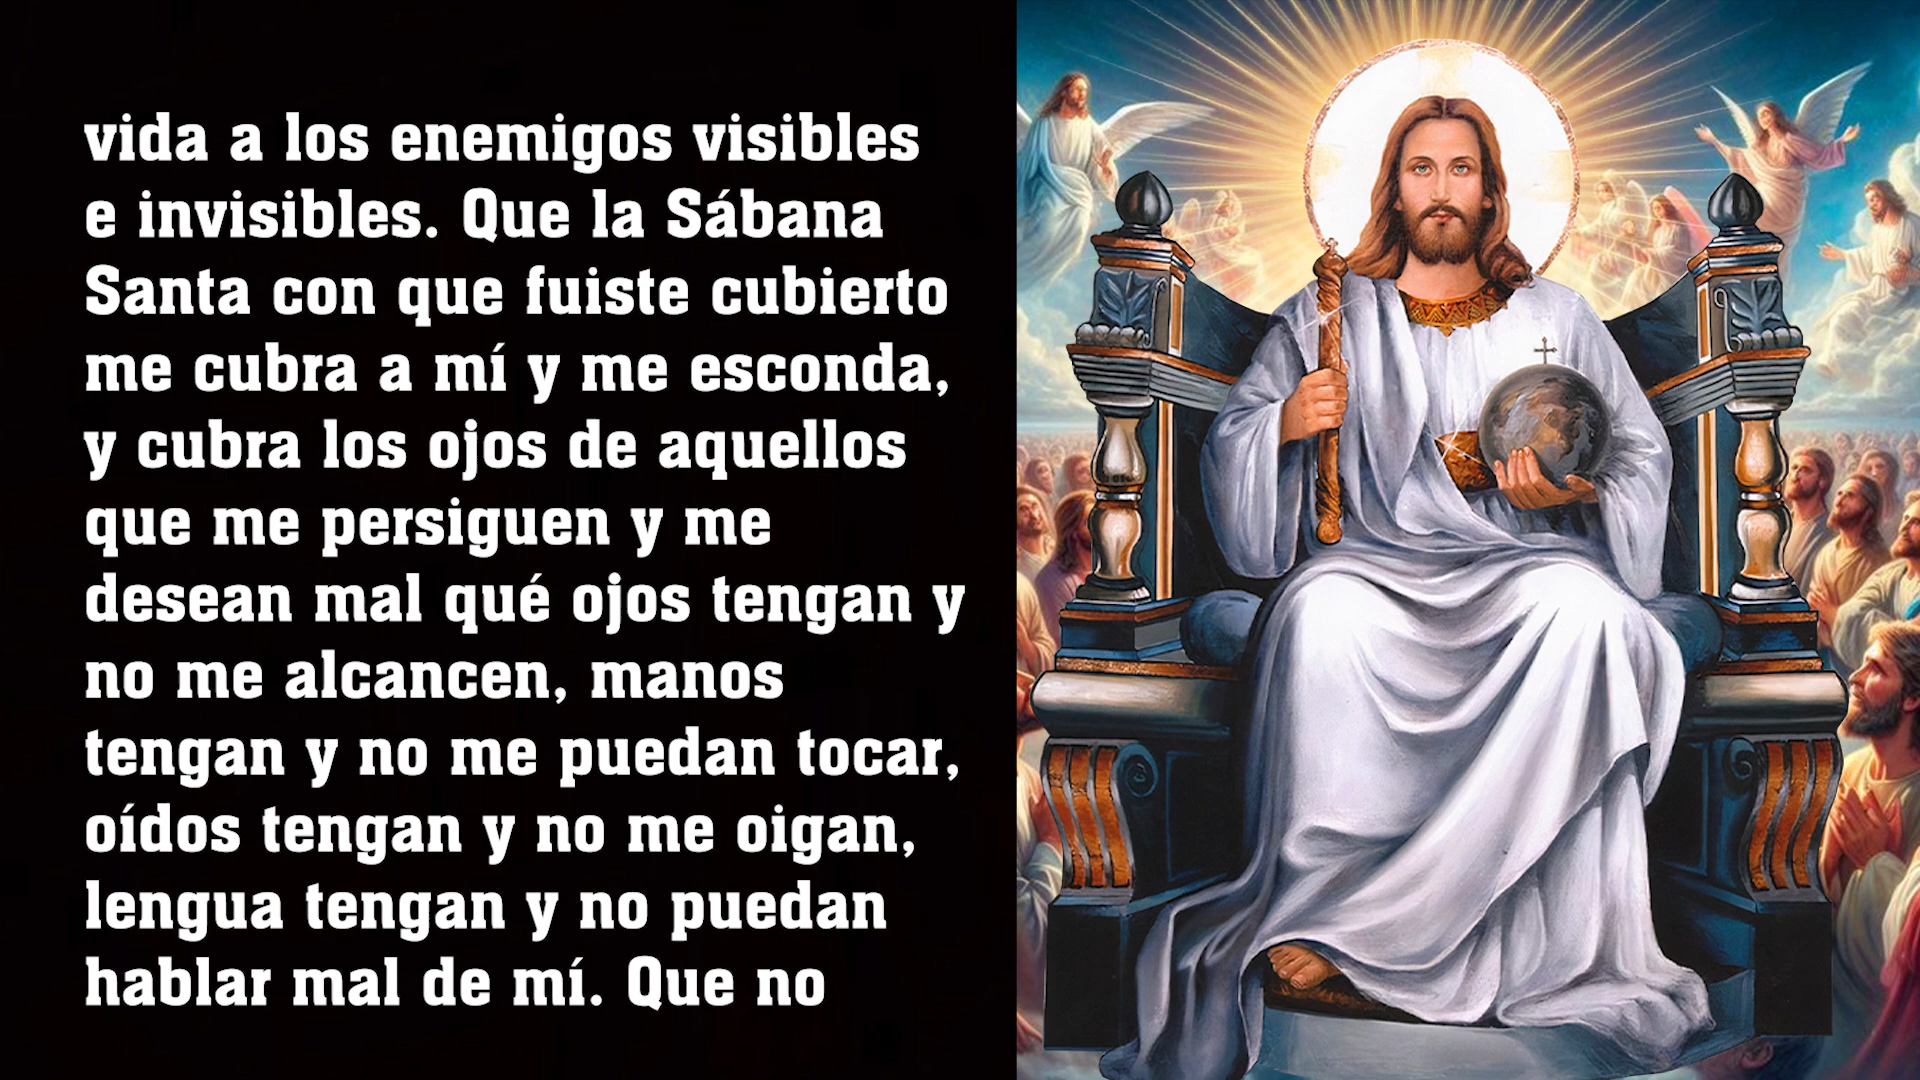 vida a los enemigos visibles
e invisibles. Que la Sábana
Santa con que fuiste cubierto
me cubra a mí y me esconda,
y cubra los ojos de aquellos
que me persiguen y me
desean mal qué ojos tengan y
no me alcancen, manos
tengan y no me puedan tocar,
oídos tengan y no me oigan,
lengua tengan y no puedan
hablar mal de mí. Que no